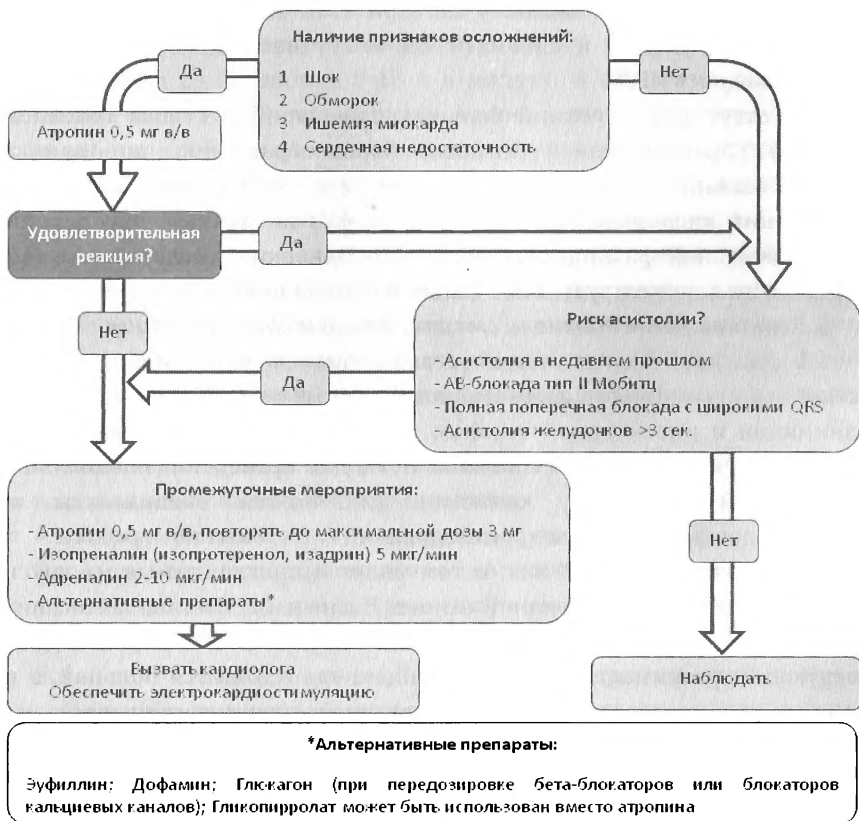 Наличие признаков осложнений:
1 Шок
2 Обморок
3 Ишемия миокарда
4 Сердечная недостаточность
Да
Нет
Атропин 0,5 мг в/в
Удовлетворительная
реакция?
Да
Нет
Риск асистолии?
- Асистолия в недавнем прошлом
- АВ-блокада тип II Мобитц
- Полная поперечная блокада с широкими QRS
- Асистолия желудочков >3 сек.
Да
Промежуточные мероприятия:
- Атропин 0,5 мг в/в, повторять до максимальной дозы 3 мг
- Изопреналин (изопротеренол, изадрин) 5 мкг/мин
- Адреналин 2-10 мкг/мин
- Альтернативные препараты*
Нет
Вызвать кардиолога
Обеспечить электрокардиостимуляцию
Наблюдать
*Альтернативные препараты:
Эуфиллин; Дофамин; Глюкагон (при передозировке бета-блокаторов или блокаторов
кальциевых каналов); Гликопирролат может быть использован вместо атропина